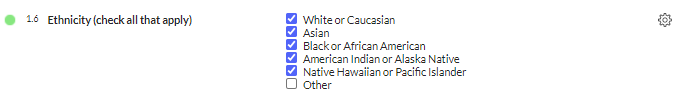 1.6 Ethnicity (check all that apply)
White or Caucasian
Asian
Black or African American
American Indian or Alaska Native
Native Hawaiian or Pacific Islander
Other